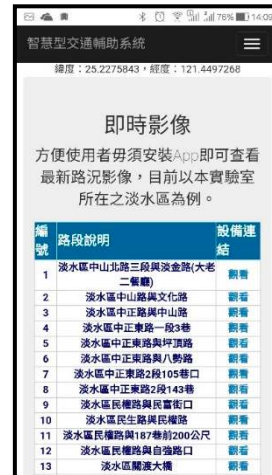 76% 14:09
智慧型交通輔助系統
緯度：25.2275843，經度：121.4497268
即時影像
方便使用者毋須安裝App即可查看
最新路況影像，目前以本實驗室
所在之淡水區為例。
編號 路段說明 設備連結
1 淡水區中山北路三段與淡金路(大老二餐廳) 觀看
2 淡水區中山路與文化路 觀看
3 淡水區中正路與中山路 觀看
4 淡水區中正東路一段3巷 觀看
5 淡水區中正東路與坪頂路 觀看
6 淡水區中正東路與八勢路 觀看
7 淡水區中正東路2段105巷口 觀看
8 淡水區中正東路2段143巷 觀看
9 淡水區民權路與民富街口 觀看
10 淡水區民生路與民權路 觀看
11 淡水區民權路與187巷前200公尺 觀看
12 淡水區民權路與自強路口 觀看
13 淡水區關渡大橋 觀看